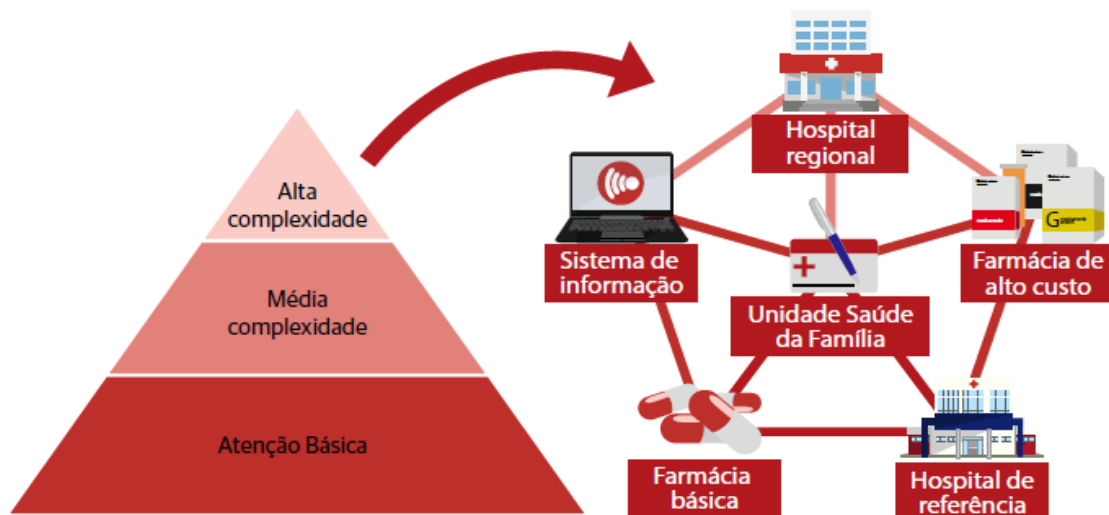 Alta
complexidade
Média
complexidade
Atenção Básica
Hospital
regional
Sistema de
informação
Farmácia de
alto custo
Unidade Saúde
da Família
Farmácia
básica
Hospital de
referência
G